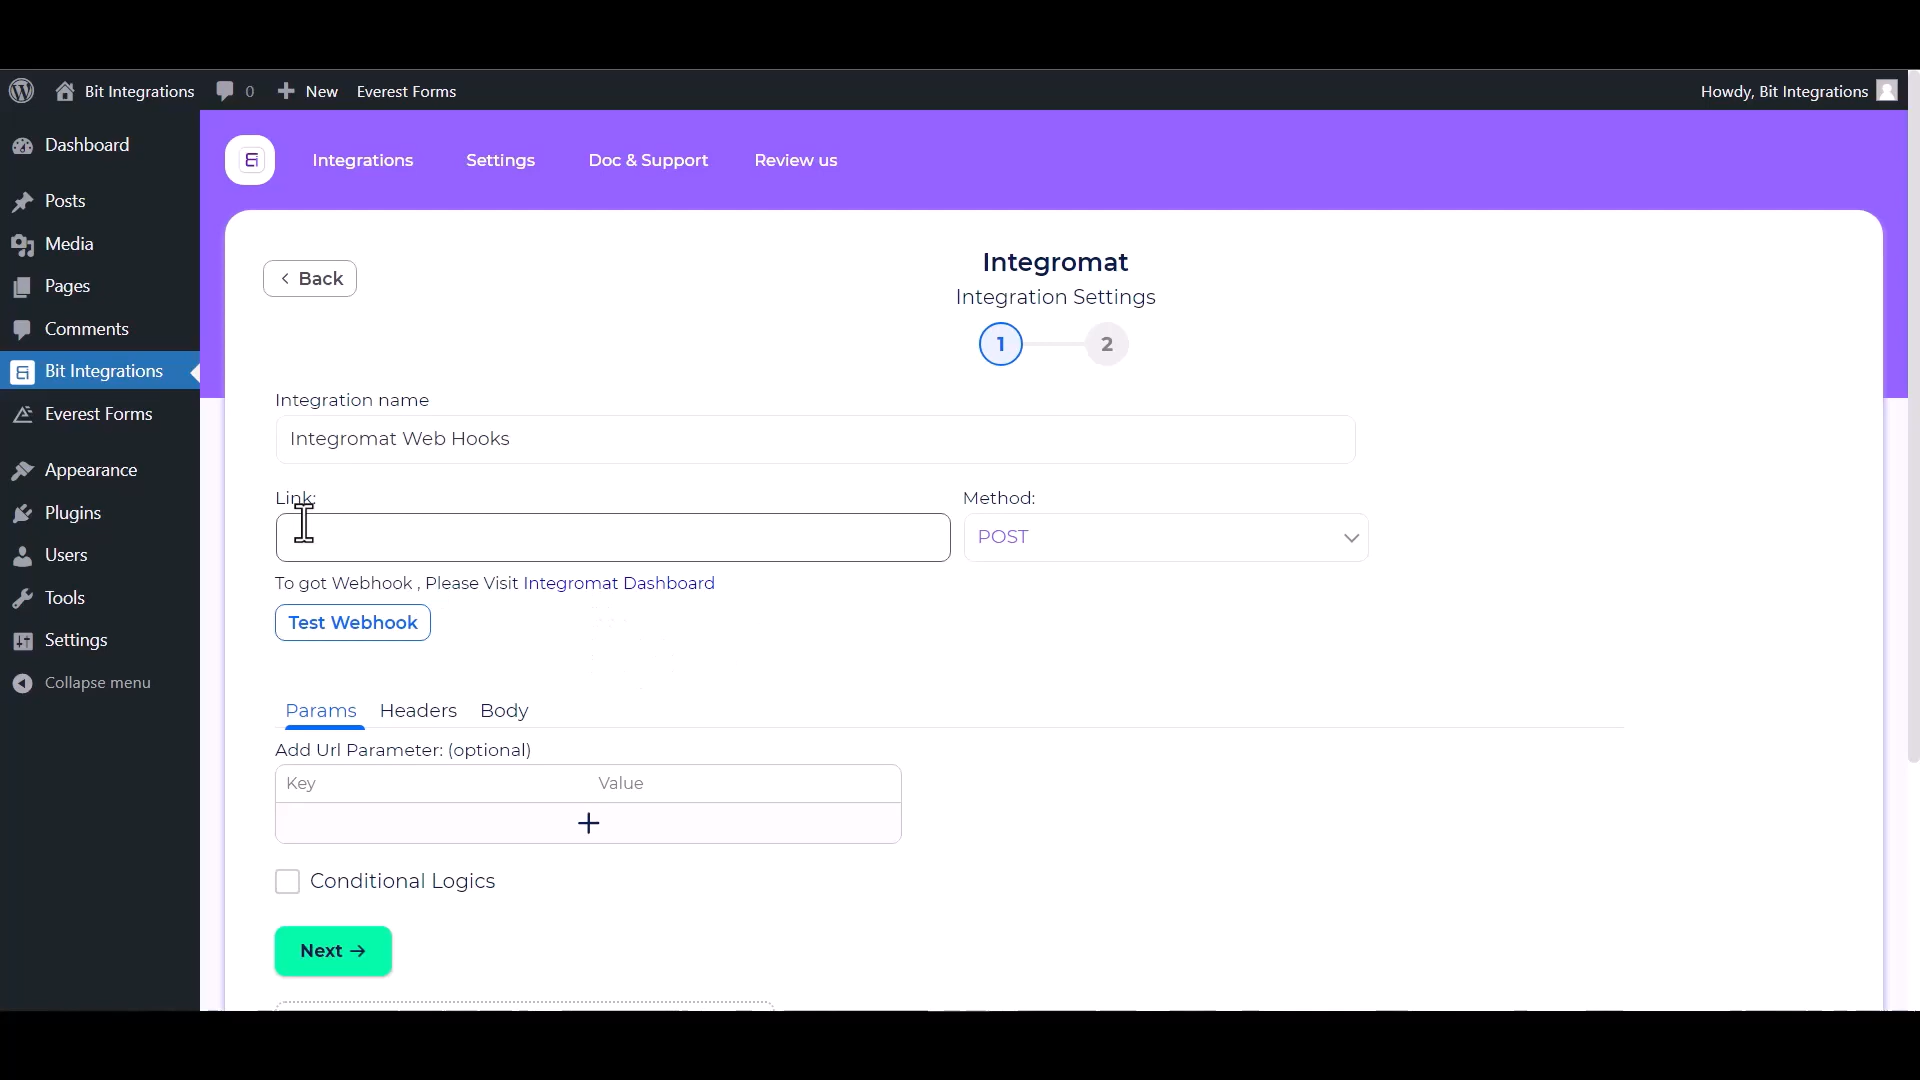 Bit Integrations 0 New Everest Forms Howdy, Bit Integrations
Dashboard
Posts
Media
Pages
Comments
Bit Integrations
Everest Forms
Appearance
Plugins
Users
Tools
Settings
Collapse menu
Integrations Settings Doc & Support Review us
Back
Integromat
Integration Settings
1 2
Integration name
Integromat Web Hooks
Link: Method:
POST
To got Webhook , Please Visit Integromat Dashboard
Test Webhook
Params Headers Body
Add Url Parameter: (optional)
Key Value
+
Conditional Logics
Next →